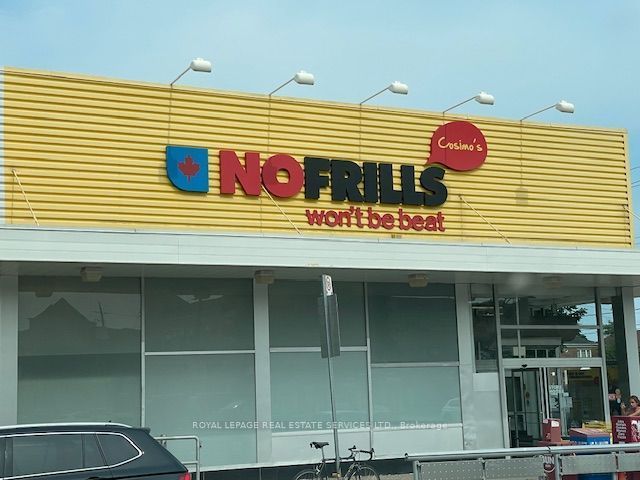 Cosimo's
NOFRILLS
won't be beat
ROYAL LEPAGE REAL ESTATE SERVICES LTD., Brokerage